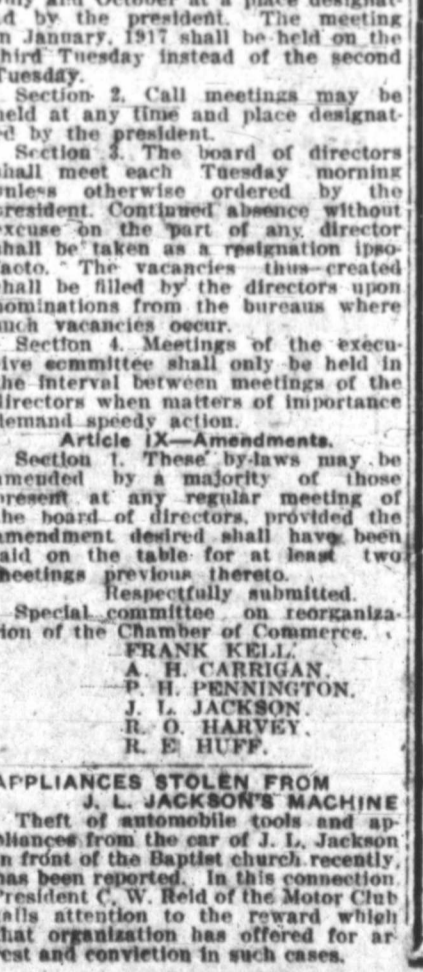 ly and October at a place designat-
d by the president. The meeting
n January, 1917 shall be held on the
hird Tuesday instead of the second
Tuesday.
Section 2. Call meetings may be
held at any time and place designat-
ed by the president.
Section 3. The board of directors
shall meet each Tuesday morning
unless otherwise ordered by the
president. Continued absence without
excuse on the part of any director
shall be taken as a resignation ipso-
facto. The vacancies thus created
shall be filled by the directors upon
nominations from the bureaus where
such vacancies occur.
Section 4. Meetings of the execu-
tive committee shall only be held in
the interval between meetings of the
directors when matters of importance
demand speedy action.
Article IX—Amendments.
Section 1. These by-laws may be
amended by a majority of those
present at any regular meeting of
the board of directors, provided the
amendment desired shall have been
laid on the table for at least two
meetings previous thereto.
Respectfully submitted.
Special committee on reorganiza-
tion of the Chamber of Commerce.
FRANK KELL.
A. H. CARRIGAN.
P. H. PENNINGTON.
J. L. JACKSON.
R. O. HARVEY.
R. E HUFF.
APPLIANCES STOLEN FROM
J. L. JACKSON'S MACHINE
Theft of automobile tools and ap-
pliances from the car of J. L. Jackson
in front of the Baptist church recently,
has been reported. In this connection
President C. W. Reid of the Motor Club
calls attention to the reward which
that organization has offered for ar-
rest and conviction in such cases.